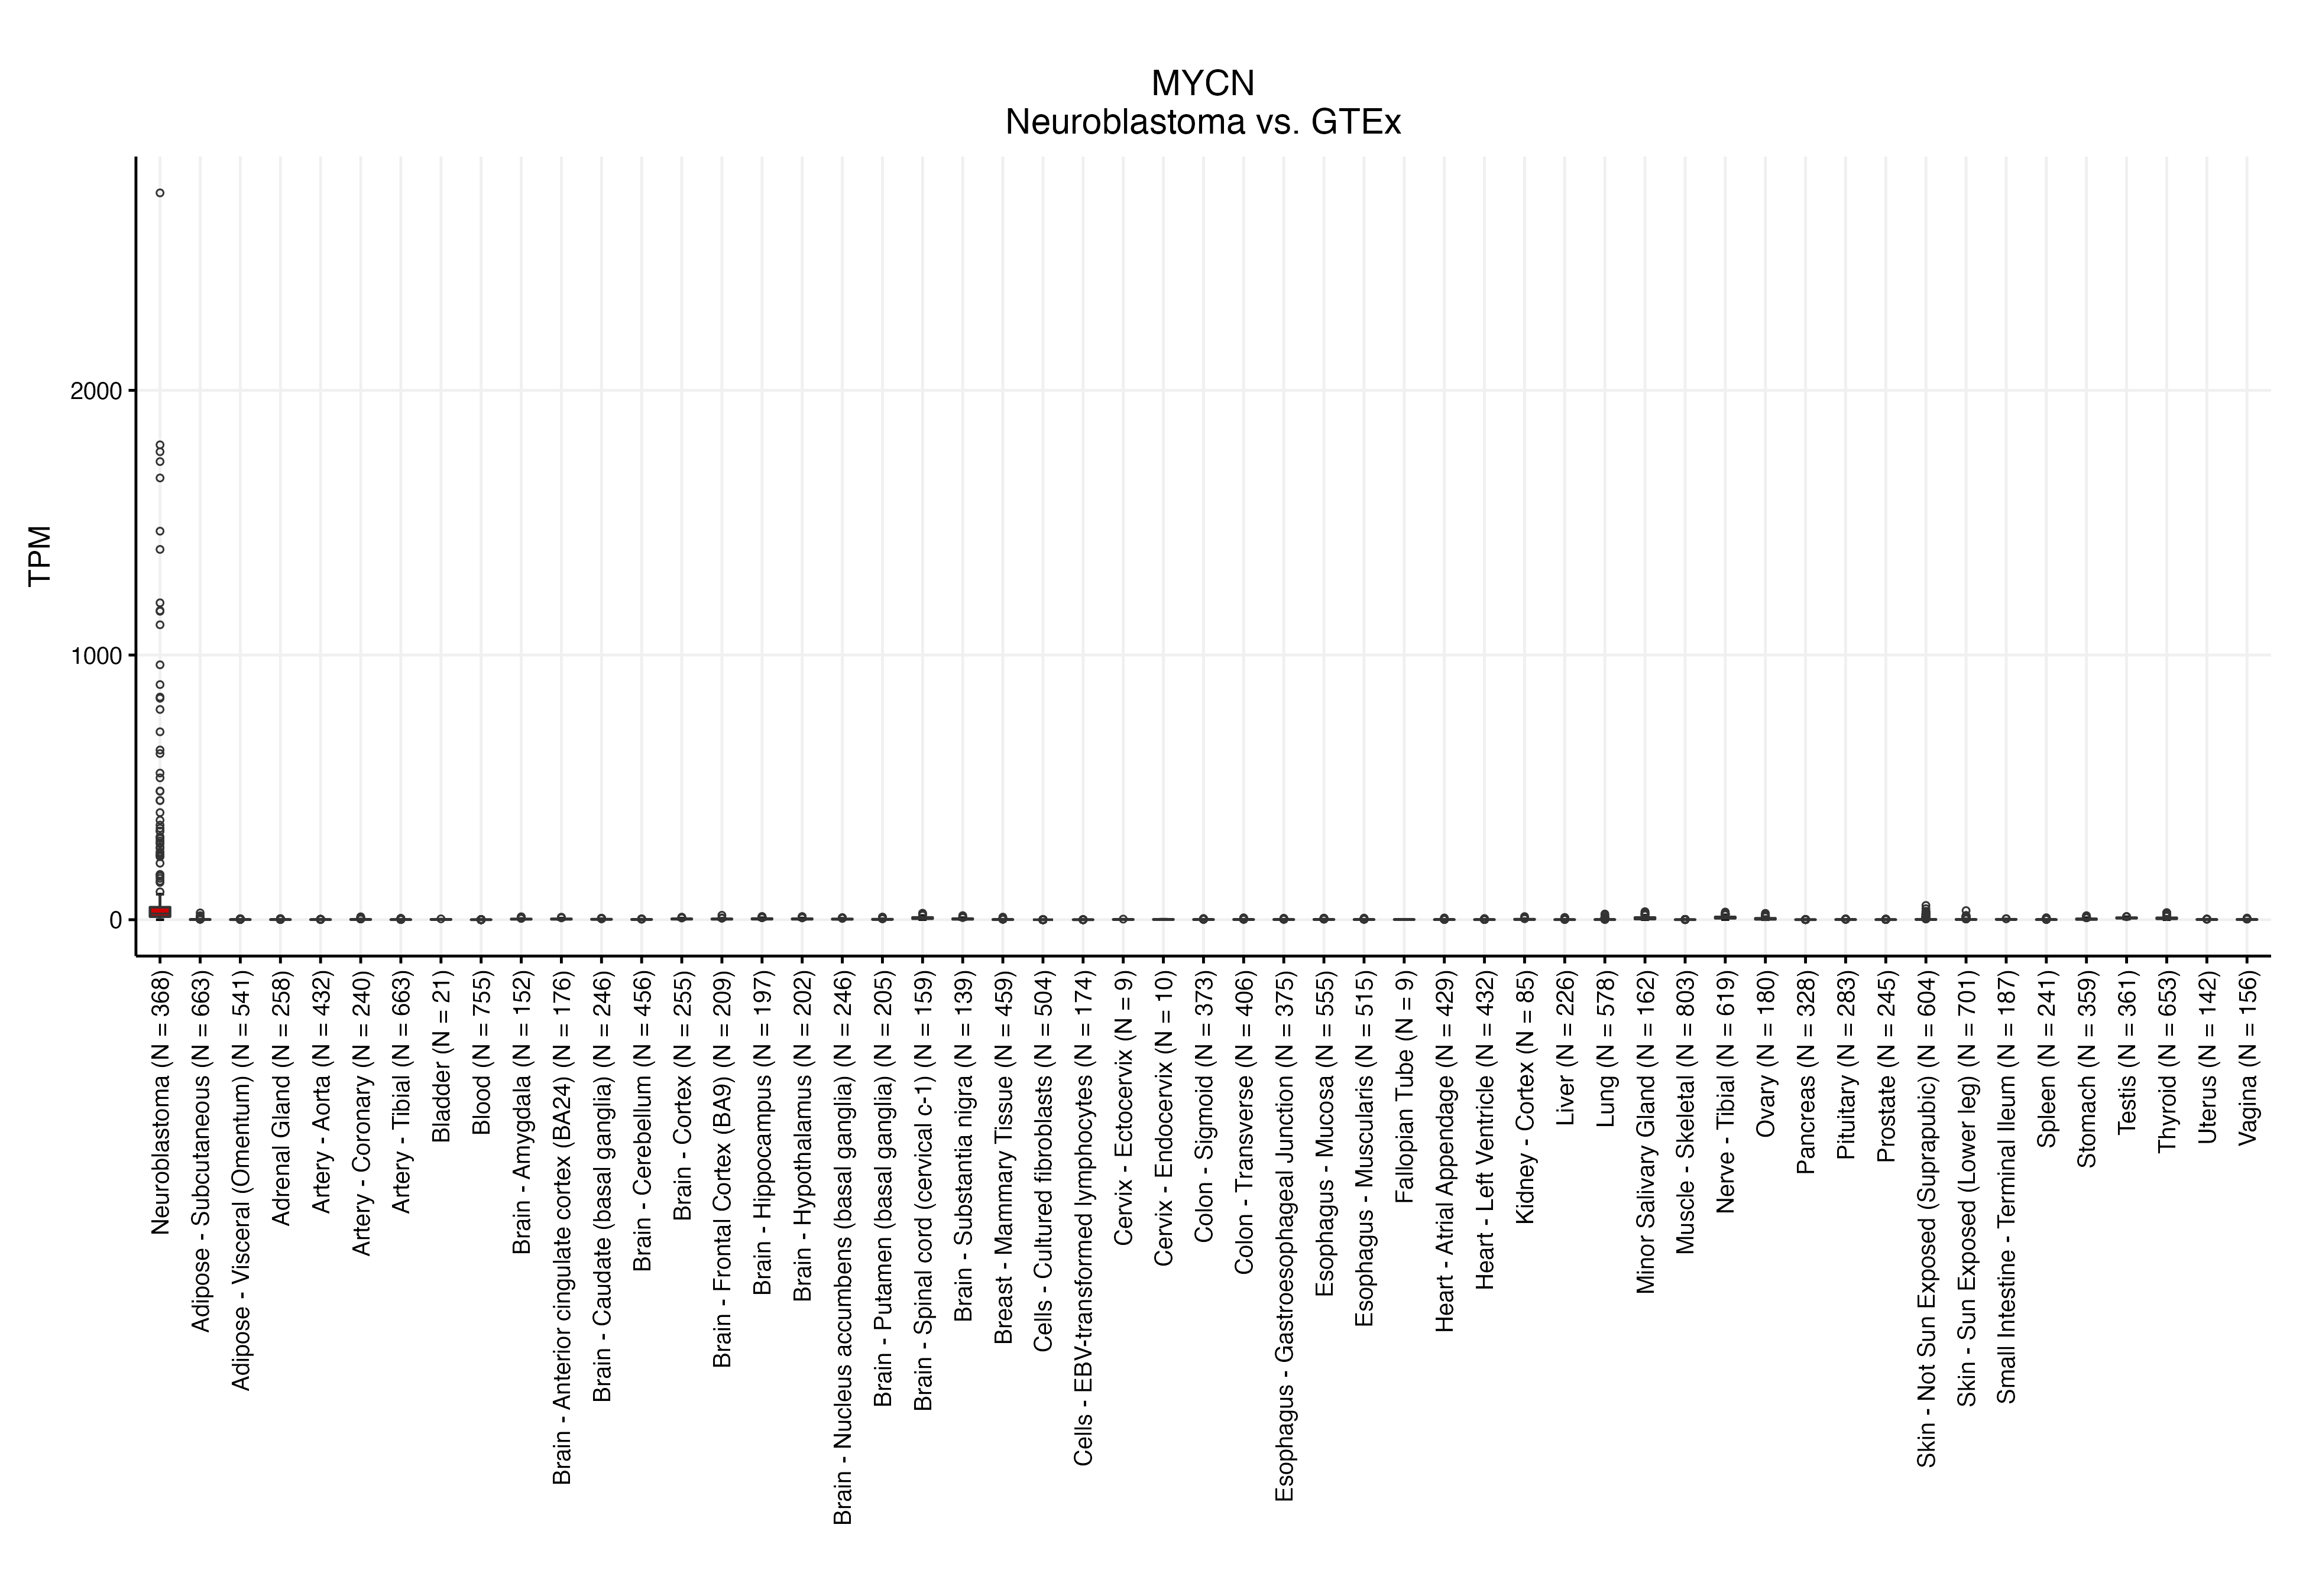 MYCN
Neuroblastoma vs. GTEx
TPM
2000
1000
0
Neuroblastoma (N = 368)
Adipose - Subcutaneous (N = 663)
Adipose - Visceral (Omentum) (N = 541)
Adrenal Gland (N = 258)
Artery - Aorta (N = 432)
Artery - Coronary (N = 240)
Artery - Tibial (N = 663)
Bladder (N = 21)
Blood (N = 755)
Brain - Amygdala (N = 152)
Brain - Anterior cingulate cortex (BA24) (N = 176)
Brain - Caudate (basal ganglia) (N = 246)
Brain - Cerebellum (N = 456)
Brain - Cortex (N = 255)
Brain - Frontal Cortex (BA9) (N = 209)
Brain - Hippocampus (N = 197)
Brain - Hypothalamus (N = 202)
Brain - Nucleus accumbens (basal ganglia) (N = 246)
Brain - Putamen (basal ganglia) (N = 205)
Brain - Spinal cord (cervical c-1) (N = 159)
Brain - Substantia nigra (N = 139)
Breast - Mammary Tissue (N = 459)
Cells - Cultured fibroblasts (N = 504)
Cells - EBV-transformed lymphocytes (N = 174)
Cervix - Ectocervix (N = 9)
Cervix - Endocervix (N = 10)
Colon - Sigmoid (N = 373)
Colon - Transverse (N = 406)
Esophagus - Gastroesophageal Junction (N = 375)
Esophagus - Mucosa (N = 555)
Esophagus - Muscularis (N = 515)
Fallopian Tube (N = 9)
Heart - Atrial Appendage (N = 429)
Heart - Left Ventricle (N = 432)
Kidney - Cortex (N = 85)
Liver (N = 226)
Lung (N = 578)
Minor Salivary Gland (N = 162)
Muscle - Skeletal (N = 803)
Nerve - Tibial (N = 619)
Ovary (N = 180)
Pancreas (N = 328)
Pituitary (N = 283)
Prostate (N = 245)
Skin - Not Sun Exposed (Suprapubic) (N = 604)
Skin - Sun Exposed (Lower leg) (N = 701)
Small Intestine - Terminal Ileum (N = 187)
Spleen (N = 241)
Stomach (N = 359)
Testis (N = 361)
Thyroid (N = 653)
Uterus (N = 142)
Vagina (N = 156)